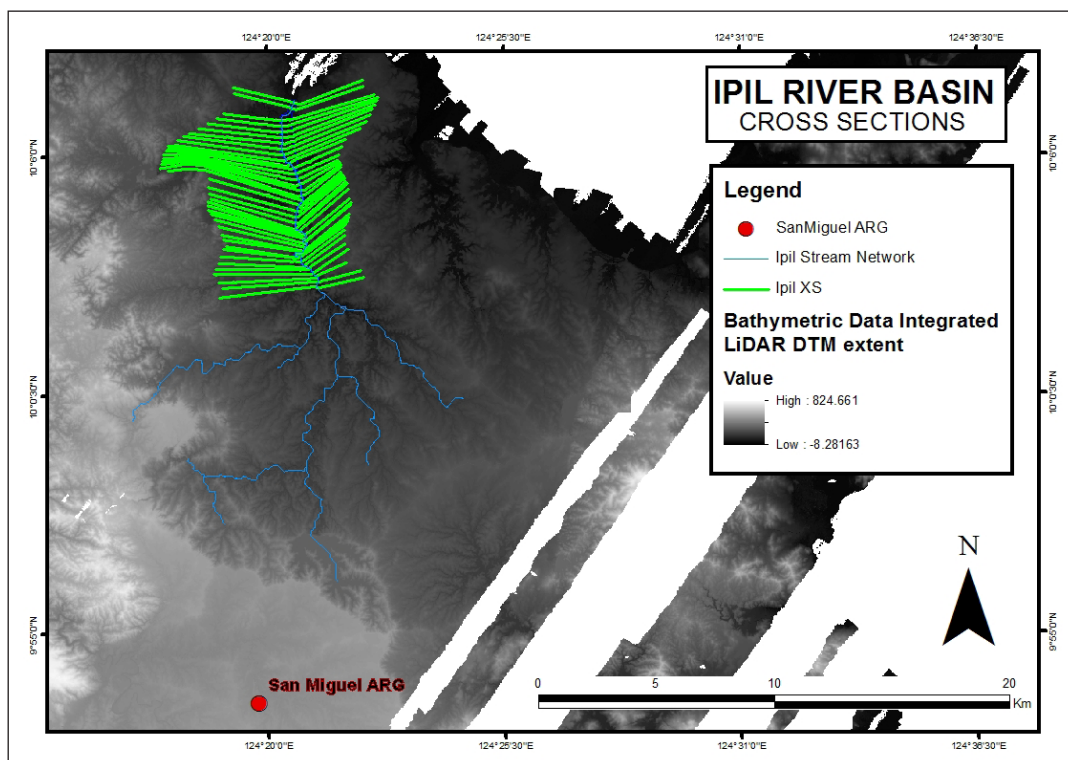 124°20'0"E
124°25'30"E
124°31'0"E
124°36'30"E
IPIL RIVER BASIN
CROSS SECTIONS
10°6'0"N
10°6'0"N
Legend
SanMiguel ARG
Ipil Stream Network
Ipil XS
Bathymetric Data Integrated
LiDAR DTM extent
Value
High : 824.661
Low : -8.28163
10°0'30"N
10°0'30"N
N
9°55'0"N
9°55'0"N
San Miguel ARG
0 5 10 20
Km
124°20'0"E
124°25'30"E
124°31'0"E
124°36'30"E